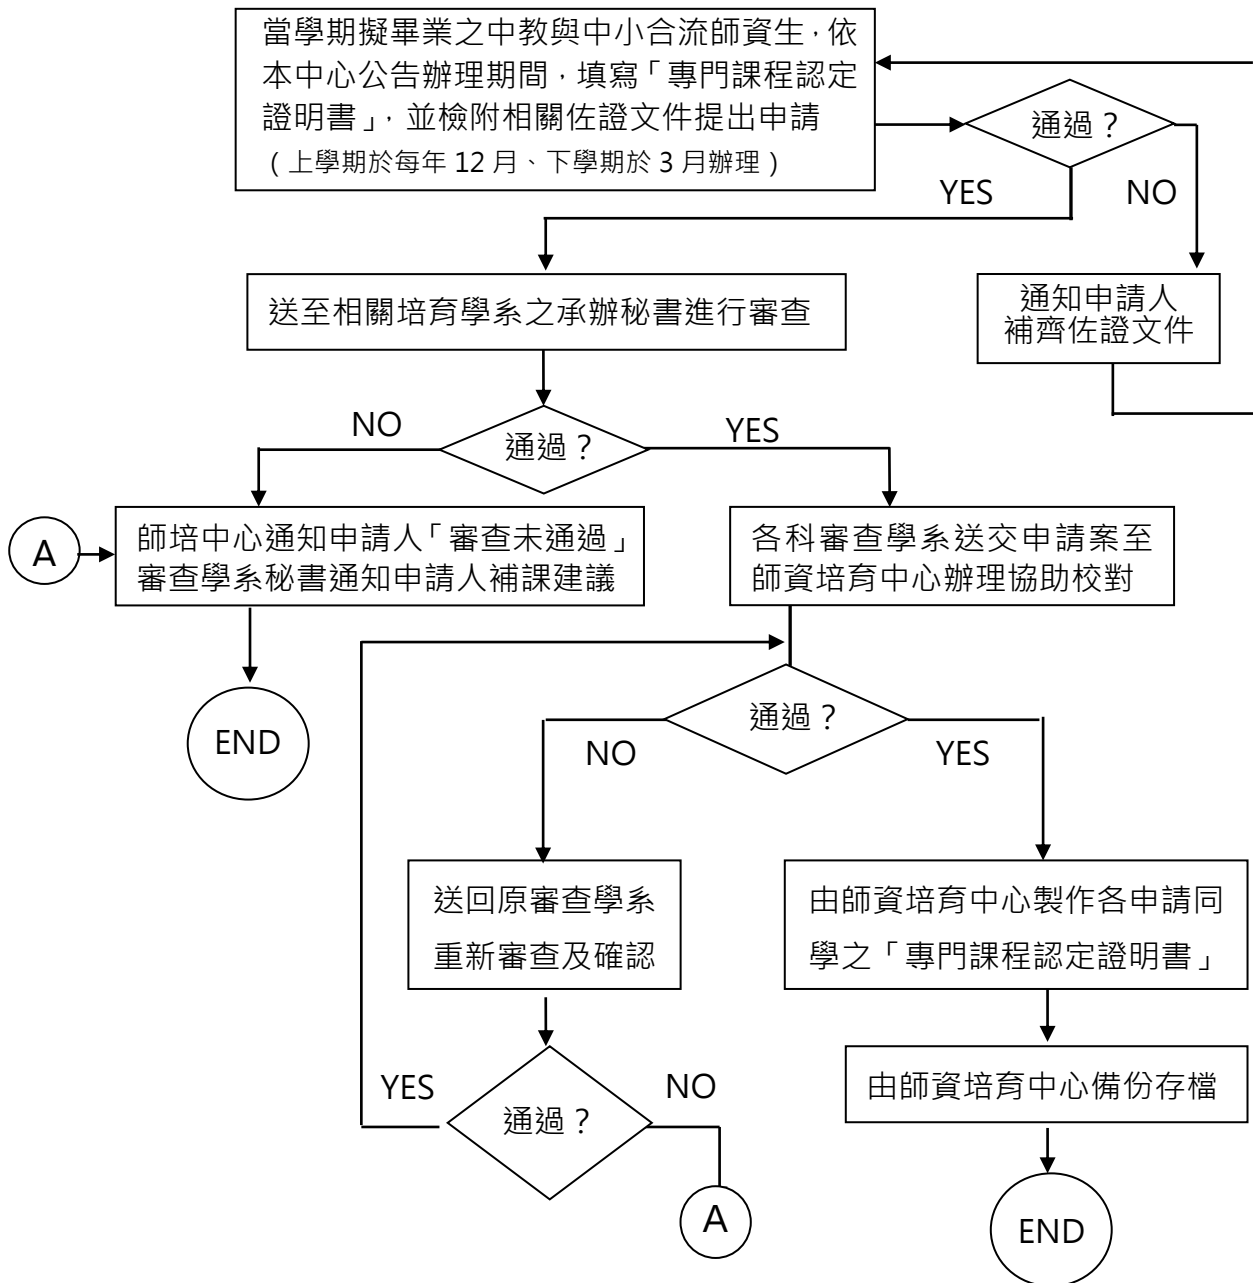 當學期擬畢業之中教與中小合流師資生，依
本中心公告辦理期間，填寫「專門課程認定
證明書」，並檢附相關佐證文件提出申請
（上學期於每年 12 月、下學期於 3 月辦理）
通過？
YES
NO
送至相關培育學系之承辦秘書進行審查
通知申請人
補齊佐證文件
NO
通過？
YES
A
師培中心通知申請人「審查未通過」
審查學系秘書通知申請人補課建議
各科審查學系送交申請案至
師資培育中心辦理協助校對
END
通過？
NO
YES
送回原審查學系
重新審查及確認
由師資培育中心製作各申請同
學之「專門課程認定證明書」
YES
通過？
NO
由師資培育中心備份存檔
A
END